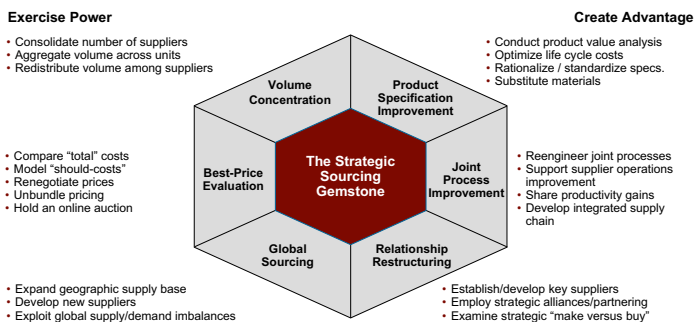 Exercise Power
Create Advantage
• Consolidate number of suppliers
• Aggregate volume across units
• Redistribute volume among suppliers
• Conduct product value analysis
• Optimize life cycle costs
• Rationalize / standardize specs.
• Substitute materials
Volume
Concentration
Product
Specification
Improvement
• Compare “total” costs
• Model “should-costs”
• Renegotiate prices
• Unbundle pricing
• Hold an online auction
Best-Price
Evaluation
The Strategic
Sourcing
Gemstone
Joint
Process
Improvement
• Reengineer joint processes
• Support supplier operations
improvement
• Share productivity gains
• Develop integrated supply
chain
Global
Sourcing
Relationship
Restructuring
• Expand geographic supply base
• Develop new suppliers
• Exploit global supply/demand imbalances
• Establish/develop key suppliers
• Employ strategic alliances/partnering
• Examine strategic “make versus buy”